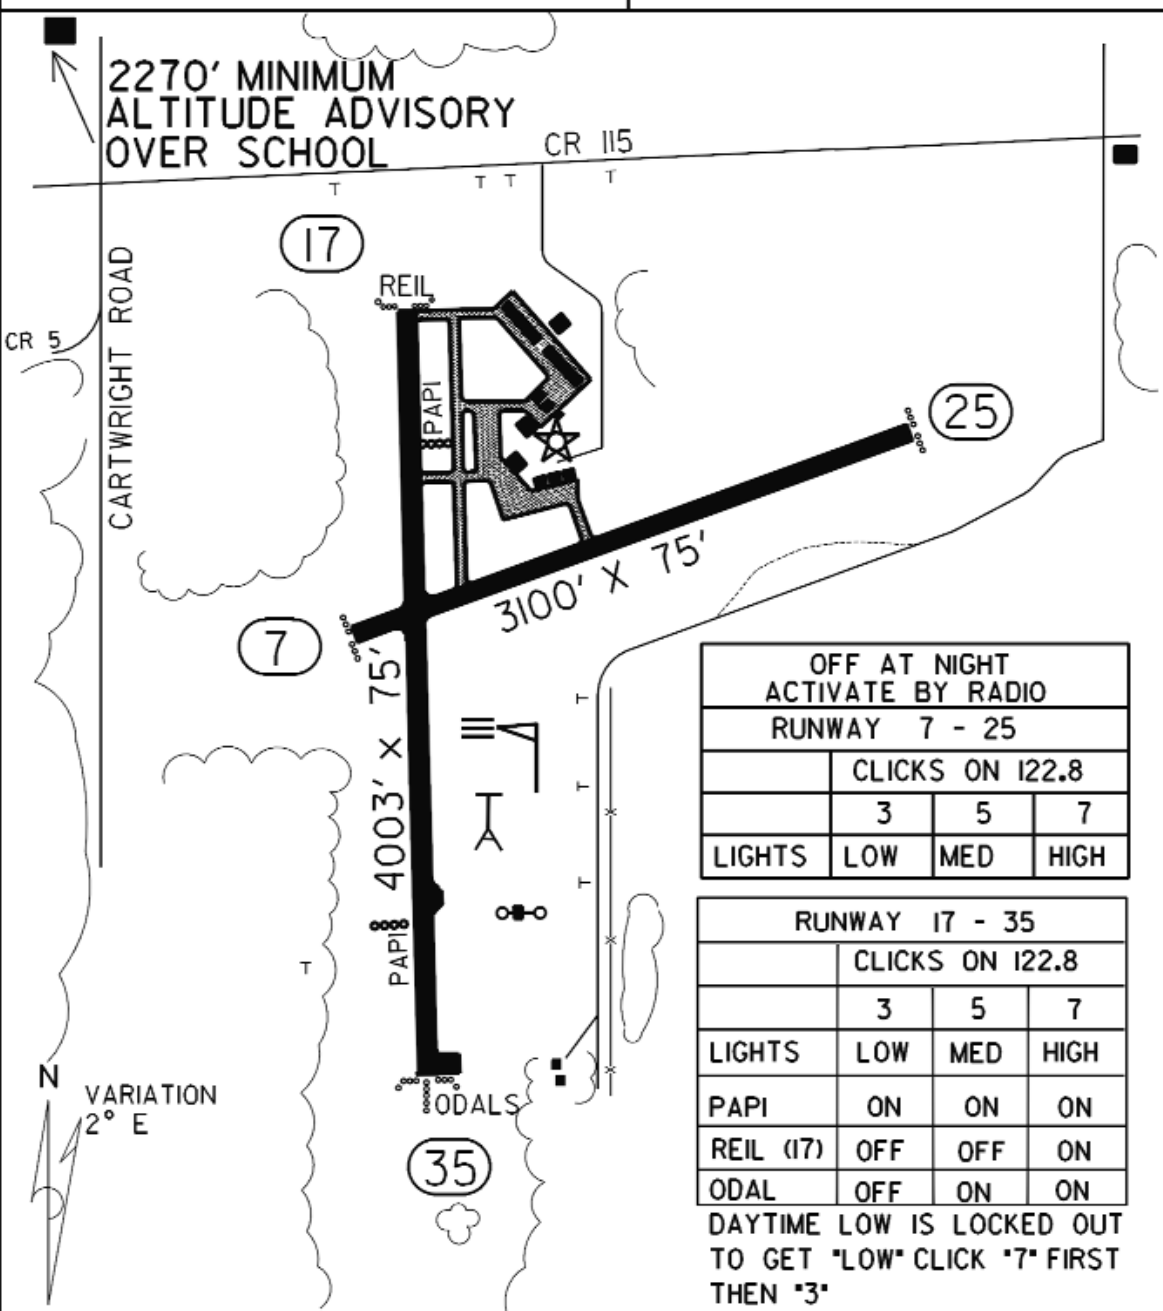 2270' MINIMUM
ALTITUDE ADVISORY
OVER SCHOOL
CR 115
T
T T
T
17
REIL
CARTWRIGHT ROAD
CR 5
PAPI
25
3100' X 75'
7
4003' X 75'
T
T
T
T
PAPI
N
VARIATION
2° E
ODALS
35
OFF AT NIGHT
ACTIVATE BY RADIO
RUNWAY 7 - 25
CLICKS ON 122.8
3 5 7
LIGHTS LOW MED HIGH
RUNWAY 17 - 35
CLICKS ON 122.8
3 5 7
LIGHTS LOW MED HIGH
PAPI ON ON ON
REIL (17) OFF OFF ON
ODAL OFF ON ON
DAYTIME LOW IS LOCKED OUT
TO GET "LOW" CLICK "7" FIRST
THEN "3"